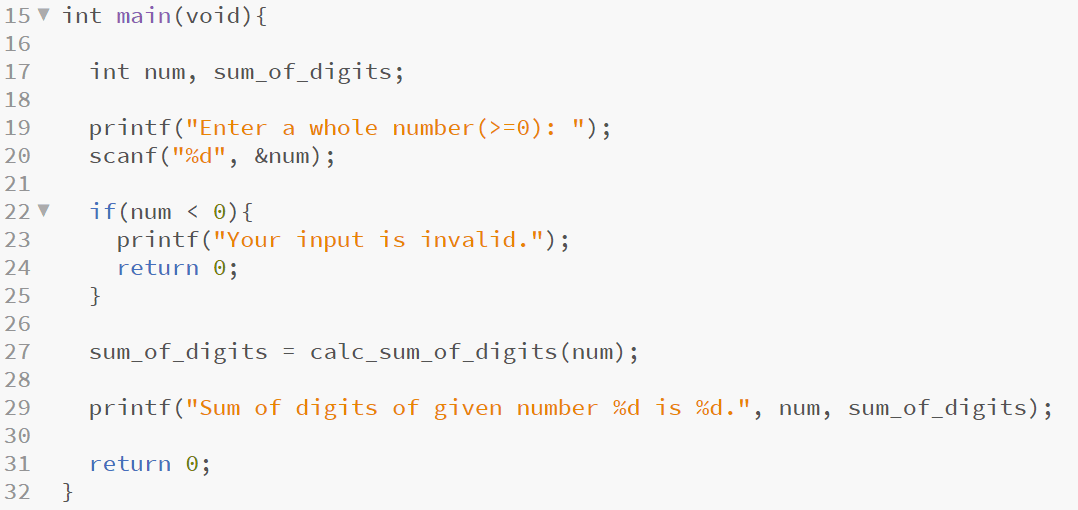 15 int main(void){
16
17   int num, sum_of_digits;
18
19   printf("Enter a whole number(>=0): ");
20   scanf("%d", &num);
21
22   if(num < 0){
23     printf("Your input is invalid.");
24     return 0;
25   }
26
27   sum_of_digits = calc_sum_of_digits(num);
28
29   printf("Sum of digits of given number %d is %d.", num, sum_of_digits);
30
31   return 0;
32 }